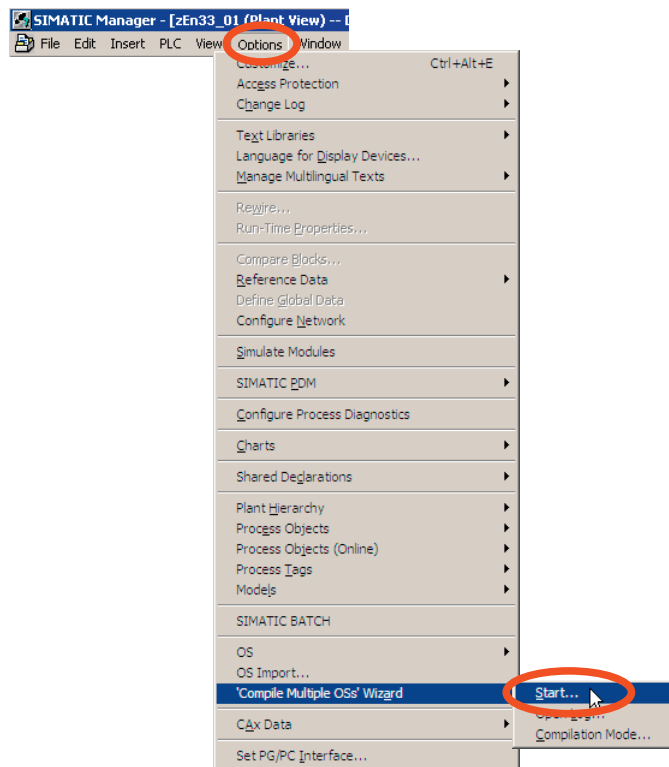 SIMATIC Manager - [zEn33_01 (Plant View) --
File Edit Insert PLC View Options Window
Customize... Ctrl+Alt+E
Access Protection
Change Log
Text Libraries
Language for Display Devices...
Manage Multilingual Texts
Rewire...
Run-Time Properties...
Compare Blocks...
Reference Data
Define Global Data
Configure Network
Simulate Modules
SIMATIC PDM
Configure Process Diagnostics
Charts
Shared Declarations
Plant Hierarchy
Process Objects
Process Objects (Online)
Process Tags
Models
SIMATIC BATCH
OS
OS Import...
'Compile Multiple OSs' Wizard
Start...
Open Log...
CAx Data
Compilation Mode...
Set PG/PC Interface...